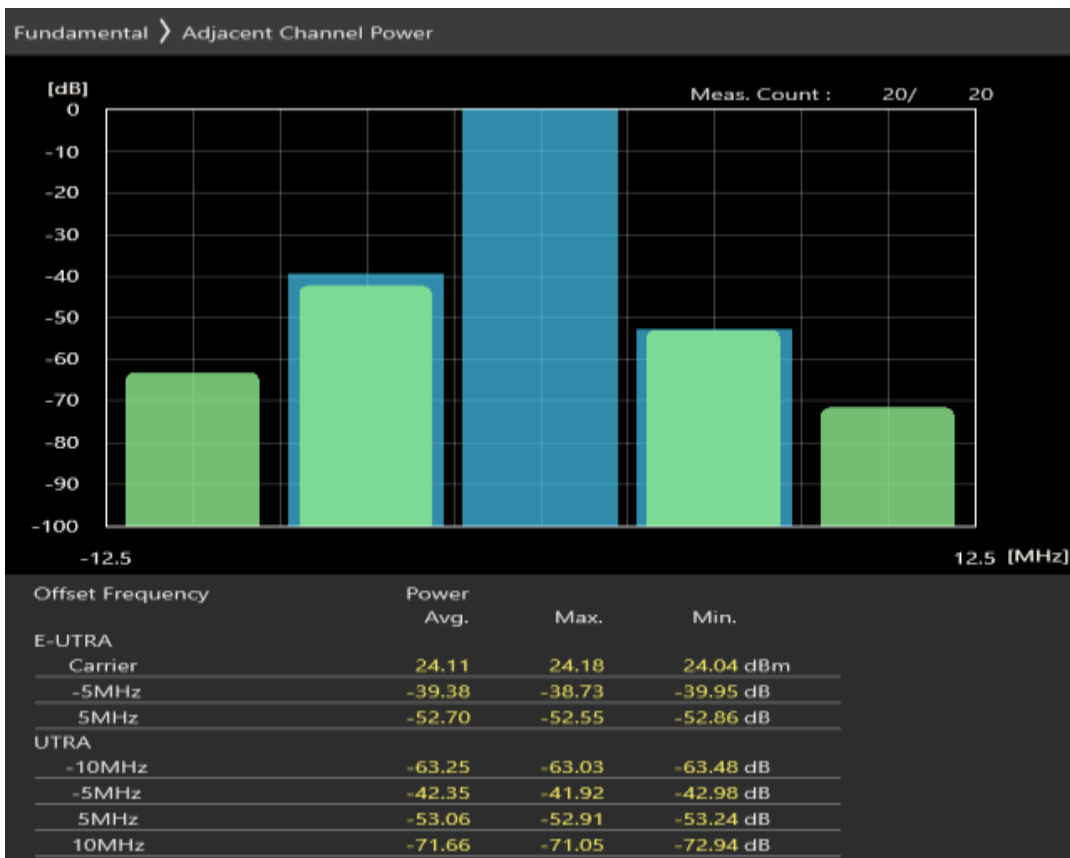 Fundamental ❯ Adjacent Channel Power
[dB]
Meas. Count : 20/ 20
0
-10
-20
-30
-40
-50
-60
-70
-80
-90
-100
-12.5 12.5 [MHz]
Offset Frequency Power
Avg. Max. Min.
E-UTRA
Carrier 24.11 24.18 24.04 dBm
-5MHz -39.38 -38.73 -39.95 dB
5MHz -52.70 -52.55 -52.86 dB
UTRA
-10MHz -63.25 -63.03 -63.48 dB
-5MHz -42.35 -41.92 -42.98 dB
5MHz -53.06 -52.91 -53.24 dB
10MHz -71.66 -71.05 -72.94 dB